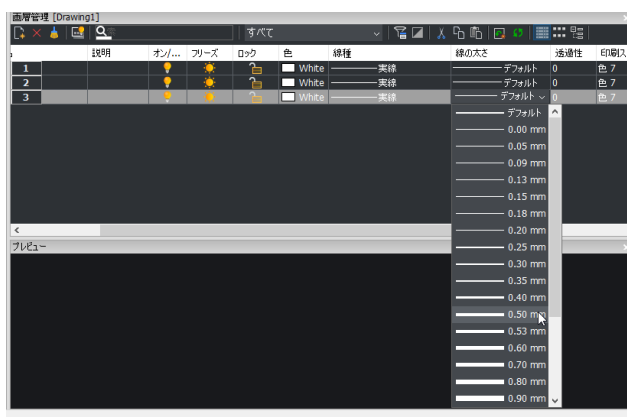 画層管理 [Drawing1]
すべて
説明 オン/... フリーズ ロック 色 線種 線の太さ 透過性 印刷ス
1 White 実線 デフォルト 0 色 7
2 White 実線 デフォルト 0 色 7
3 White 実線 デフォルト 0 色 7
デフォルト
0.00 mm
0.05 mm
0.09 mm
0.13 mm
0.15 mm
0.18 mm
0.20 mm
プレビュー
0.25 mm
0.30 mm
0.35 mm
0.40 mm
0.50 mm
0.53 mm
0.60 mm
0.70 mm
0.80 mm
0.90 mm